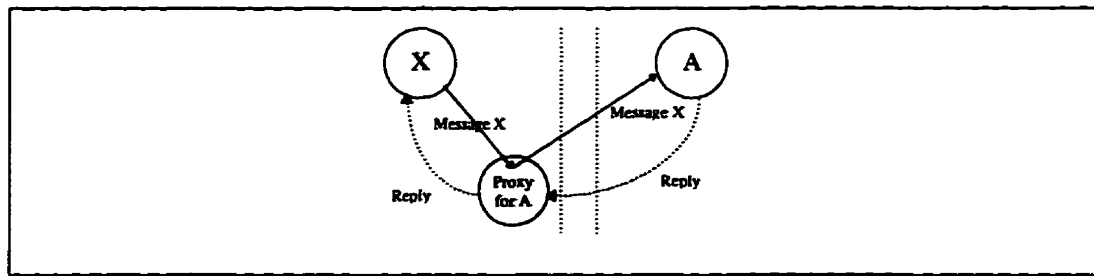 X
A
Message X
Message X
Proxy
for A
Reply
Reply